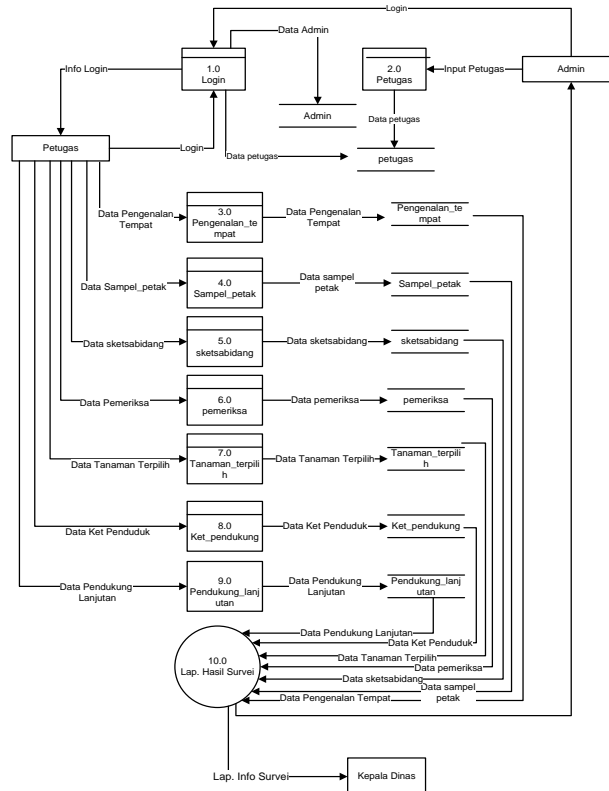 Login
Data Admin
1.0
Login
2.0
Petugas
Input Petugas
Admin
Info Login
Admin
Data petugas
Petugas
Login
Data petugas
petugas
Data Pengenalan
Tempat
3.0
Pengenalan_te
mpat
Data Pengenalan
Tempat
Pengenalan_te
mpat
Data Sampel_petak
4.0
Sampel_petak
Data sampel
petak
Sampel_petak
Data sketsabidang
5.0
sketsabidang
Data sketsabidang
sketsabidang
Data Pemeriksa
6.0
pemeriksa
Data pemeriksa
pemeriksa
Data Tanaman Terpilih
7.0
Tanaman_terpili
h
Data Tanaman Terpilih
Tanaman_terpili
h
Data Ket Penduduk
8.0
Ket_pendukung
Data Ket Penduduk
Ket_pendukung
Data Pendukung
Lanjutan
9.0
Pendukung_lanj
utan
Data Pendukung
Lanjutan
Pendukung_lanj
utan
Data Pendukung Lanjutan
Data Ket Penduduk
Data Tanaman Terpilih
Data pemeriksa
Data sketsabidang
Data sampel
petak
Data Pengenalan Tempat
10.0
Lap. Hasil Survei
Lap. Info Survei
Kepala Dinas